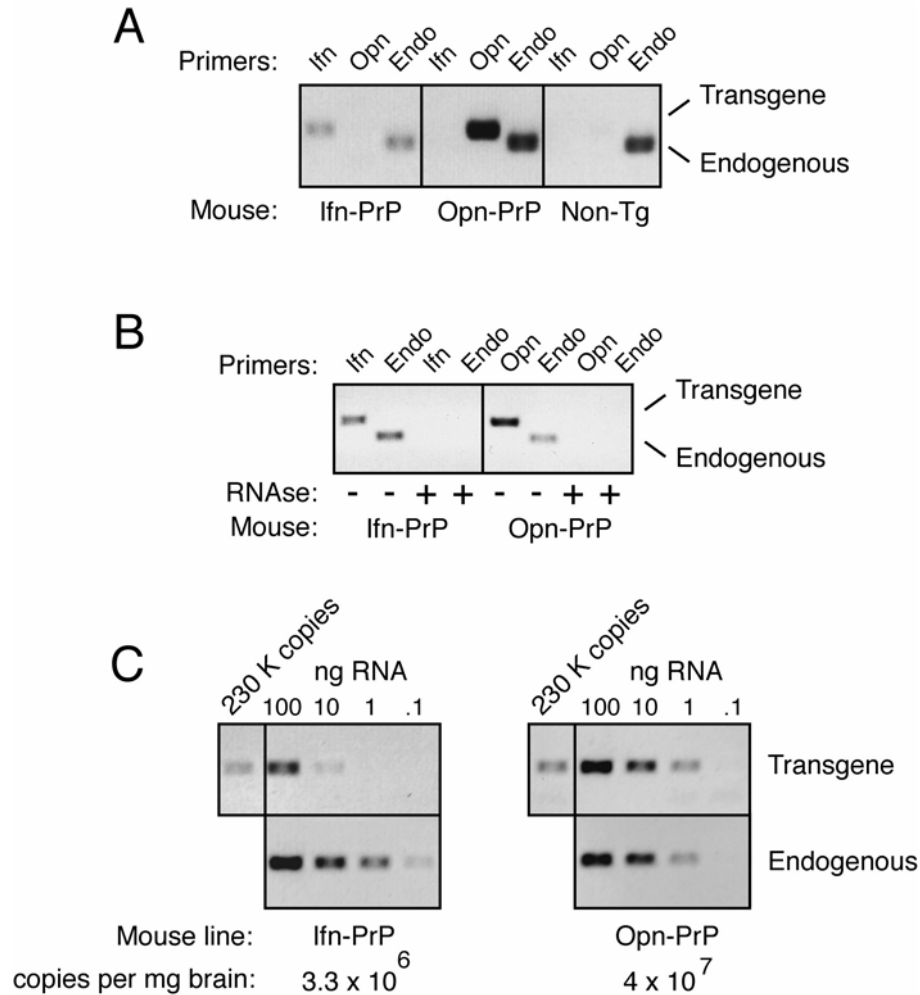 A
Primers: Ifn Opn Endo Ifn Opn Endo Ifn Opn Endo
Transgene
Endogenous
Mouse: Ifn-PrP Opn-PrP Non-Tg
B
Primers: Ifn Endo Ifn Endo Opn Endo Opn Endo
Transgene
Endogenous
RNAse: - - + + - - + +
Mouse: Ifn-PrP Opn-PrP
C
230 K copies ng RNA 230 K copies ng RNA
100 10 1 .1 100 10 1 .1
Transgene
Endogenous
Mouse line: Ifn-PrP Opn-PrP
copies per mg brain: 3.3 x 10^6 4 x 10^7